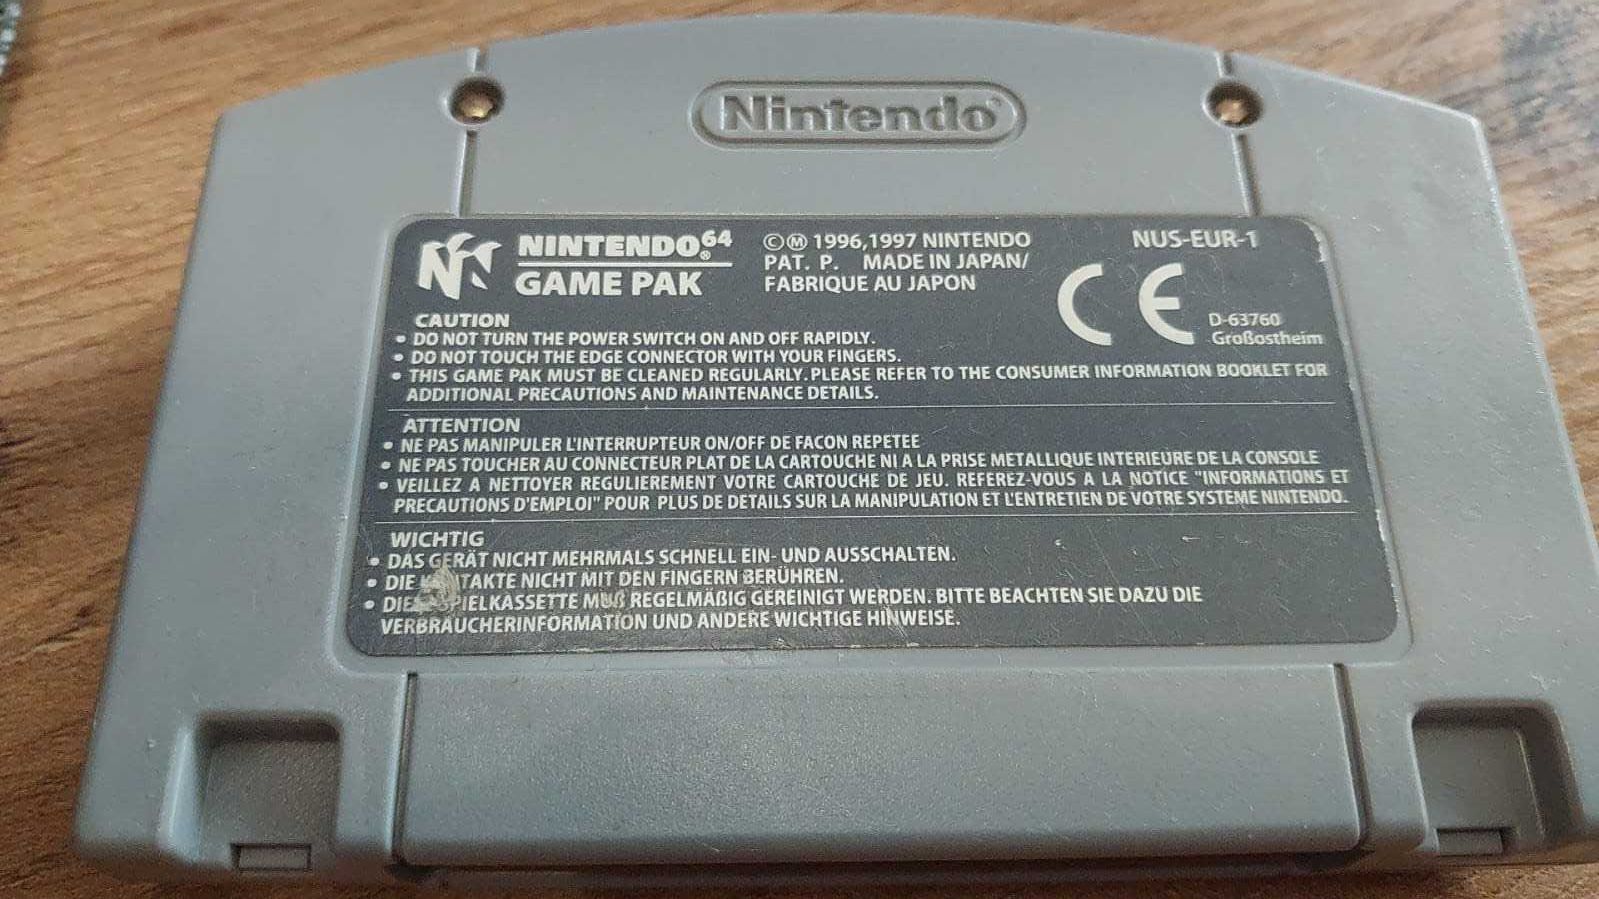 Nintendo®
NINTENDO64®
GAME PAK
©Ⓜ 1996,1997 NINTENDO
PAT. P. MADE IN JAPAN/
FABRIQUE AU JAPON
NUS-EUR-1
CE
D-63760
Großostheim
CAUTION
• DO NOT TURN THE POWER SWITCH ON AND OFF RAPIDLY.
• DO NOT TOUCH THE EDGE CONNECTOR WITH YOUR FINGERS.
• THIS GAME PAK MUST BE CLEANED REGULARLY. PLEASE REFER TO THE CONSUMER INFORMATION BOOKLET FOR
ADDITIONAL PRECAUTIONS AND MAINTENANCE DETAILS.
ATTENTION
• NE PAS MANIPULER L'INTERRUPTEUR ON/OFF DE FACON REPETEE
• NE PAS TOUCHER AU CONNECTEUR PLAT DE LA CARTOUCHE NI A LA PRISE METALLIQUE INTERIEURE DE LA CONSOLE
• VEILLEZ A NETTOYER REGULIEREMENT VOTRE CARTOUCHE DE JEU. REFEREZ-VOUS A LA NOTICE "INFORMATIONS ET
PRECAUTIONS D'EMPLOI" POUR PLUS DE DETAILS SUR LA MANIPULATION ET L'ENTRETIEN DE VOTRE SYSTEME NINTENDO.
WICHTIG
• DAS GERÄT NICHT MEHRMALS SCHNELL EIN- UND AUSSCHALTEN.
• DIE KONTAKTE NICHT MIT DEN FINGERN BERÜHREN.
• SPIELKASSETTE MUß REGELMÄßIG GEREINIGT WERDEN. BITTE BEACHTEN SIE DAZU DIE
VERBRAUCHERINFORMATION UND ANDERE WICHTIGE HINWEISE.